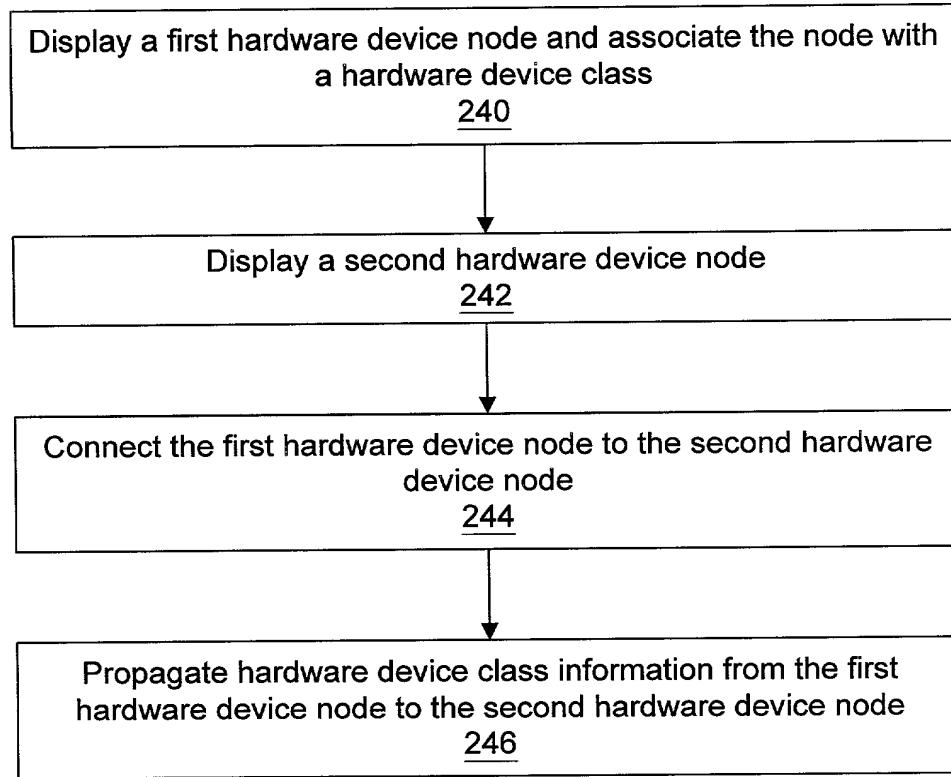 Display a first hardware device node and associate the node with
a hardware device class
240
Display a second hardware device node
242
Connect the first hardware device node to the second hardware
device node
244
Propagate hardware device class information from the first
hardware device node to the second hardware device node
246